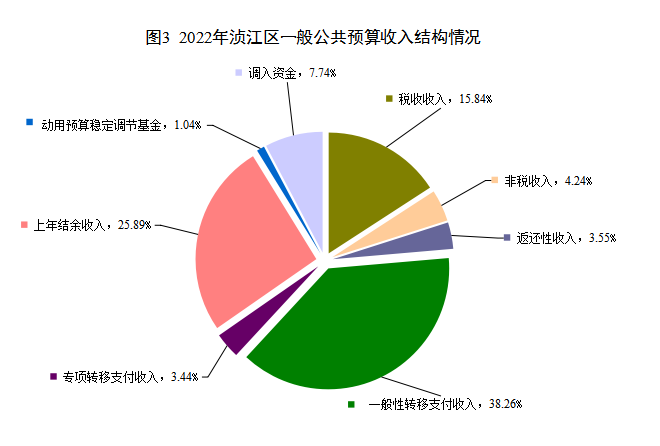 图3 2022年浈江区一般公共预算收入结构情况
调入资金，7.74%
税收收入，15.84%
动用预算稳定调节基金，1.04%
非税收收入，4.24%
上年结余收入，25.89%
返还性收入，3.55%
专项转移支付收入，3.44%
一般性转移支付收入，38.26%